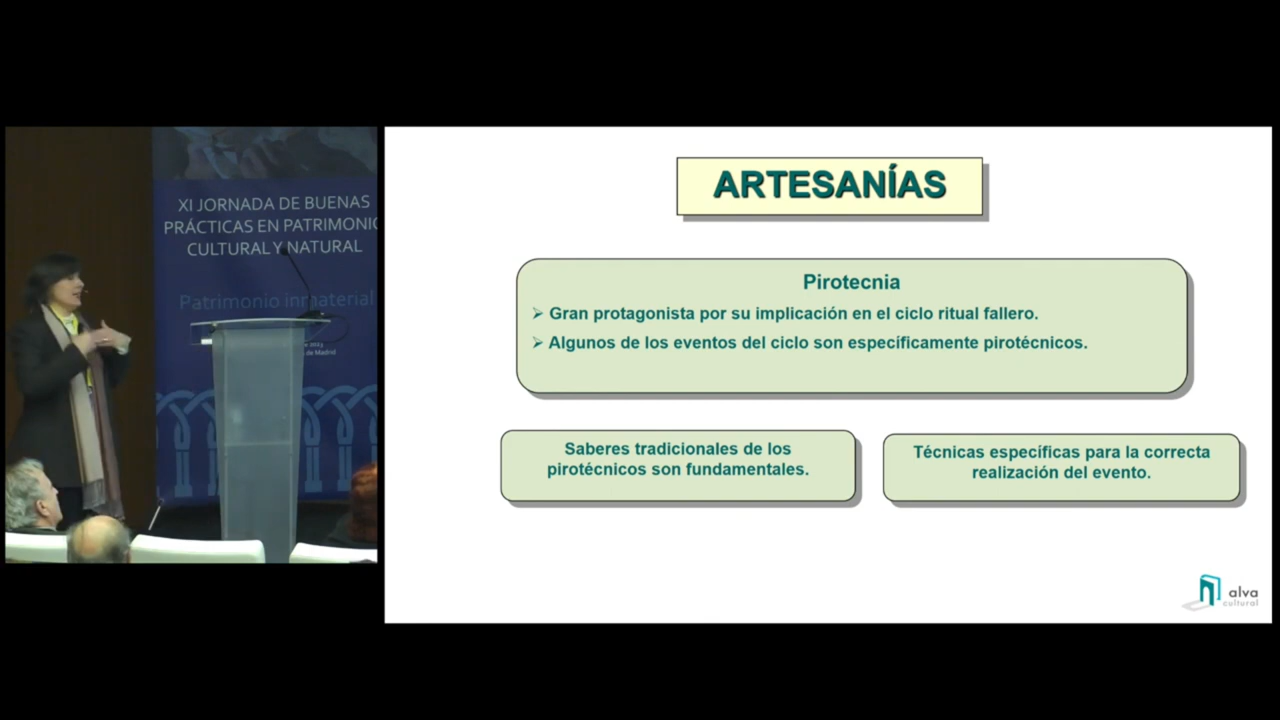 XI JORNADA DE BUENAS
PRÁCTICAS EN PATRIMONIO
CULTURAL Y NATURAL
Patrimonio inmaterial
de Madrid
ARTESANÍAS
Pirotecnia
➢ Gran protagonista por su implicación en el ciclo ritual fallero.
➢ Algunos de los eventos del ciclo son específicamente pirotécnicos.
Saberes tradicionales de los
pirotécnicos son fundamentales.
Técnicas específicas para la correcta
realización del evento.
alva
cultural